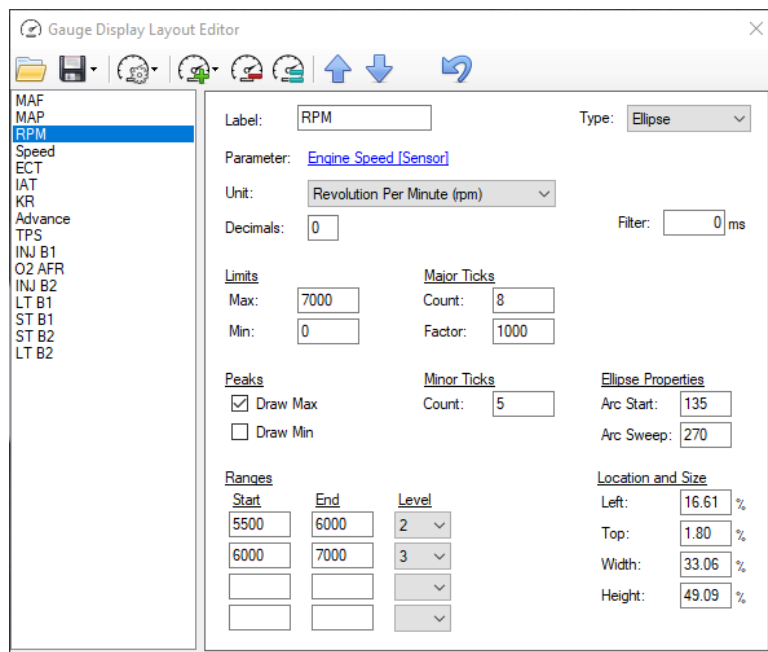 Gauge Display Layout Editor
MAF
MAP
RPM
Speed
ECT
IAT
KR
Advance
TPS
INJ B1
O2 AFR
INJ B2
LT B1
ST B1
ST B2
LT B2
Label: RPM Type: Ellipse
Parameter: Engine Speed [Sensor]
Unit: Revolution Per Minute (rpm)
Decimals: 0 Filter: 0 ms
Limits Major Ticks
Max: 7000 Count: 8
Min: 0 Factor: 1000
Peaks Minor Ticks Ellipse Properties
Draw Max Count: 5 Arc Start: 135
Draw Min Arc Sweep: 270
Ranges Location and Size
Start End Level Left: 16.61 %
5500 6000 2 Top: 1.80 %
6000 7000 3 Width: 33.06 %
Height: 49.09 %